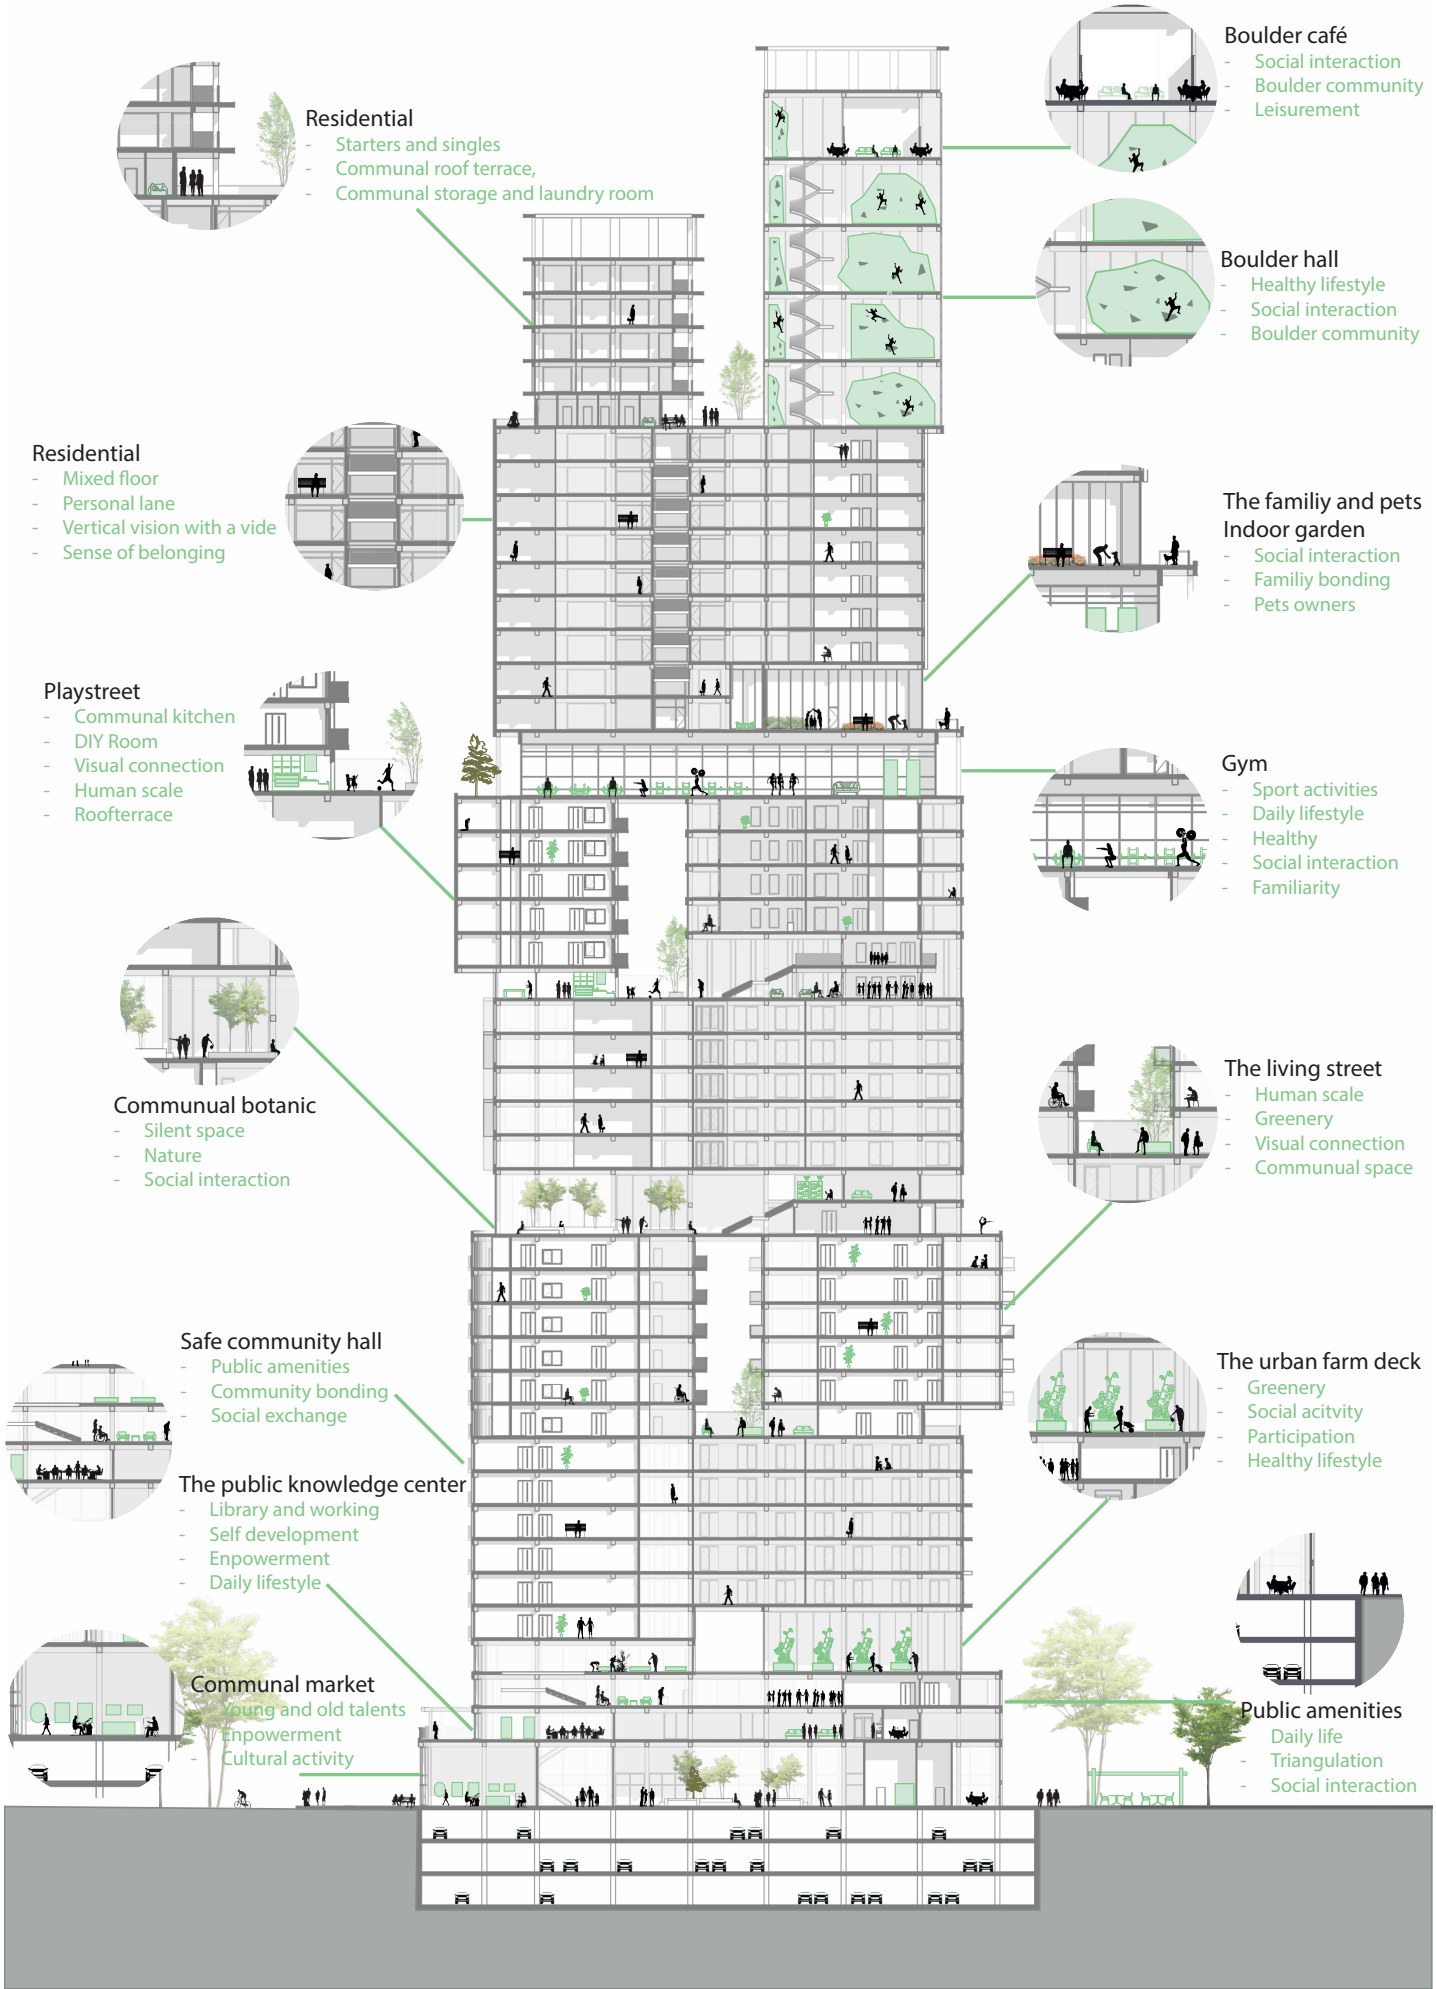 Boulder café
- Social interaction
- Boulder community
- Leisurement
Residential
- Starters and singles
- Communal roof terrace,
- Communal storage and laundry room
Boulder hall
- Healthy lifestyle
- Social interaction
- Boulder community
Residential
- Mixed floor
- Personal lane
- Vertical vision with a vide
- Sense of belonging
The familiy and pets
Indoor garden
- Social interaction
- Familiy bonding
- Pets owners
Playstreet
- Communal kitchen
- DIY Room
- Visual connection
- Human scale
- Roofterrace
Gym
- Sport activities
- Daily lifestyle
- Healthy
- Social interaction
- Familiarity
Communual botanic
- Silent space
- Nature
- Social interaction
The living street
- Human scale
- Greenery
- Visual connection
- Communual space
Safe community hall
- Public amenities
- Community bonding
- Social exchange
The urban farm deck
- Greenery
- Social acitvity
- Participation
- Healthy lifestyle
The public knowledge center
- Library and working
- Self development
- Enpowerment
- Daily lifestyle
Communal market
- Young and old talents
- Enpowerment
- Cultural activity
Public amenities
- Daily life
- Triangulation
- Social interaction